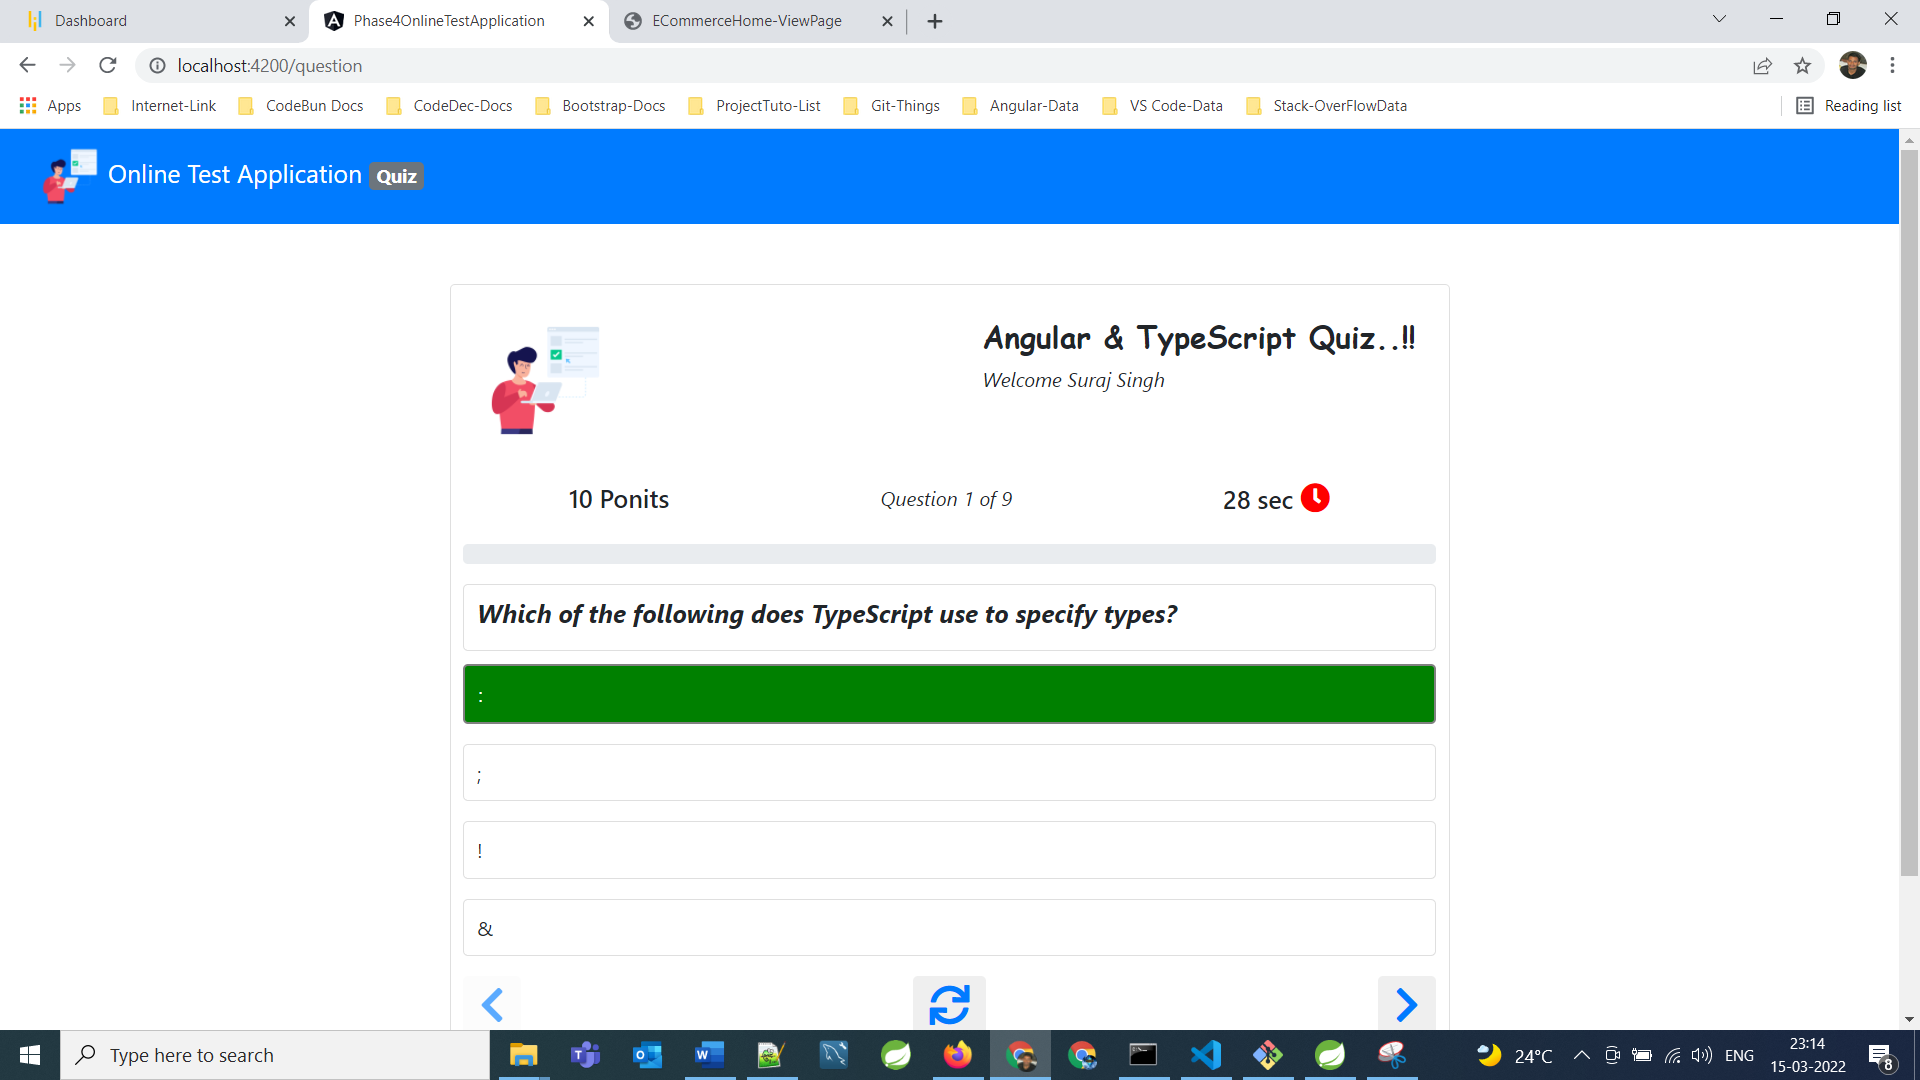 Dashboard
Phase4OnlineTestApplication
ECommerceHome-ViewPage
localhost:4200/question
Apps
Internet-Link
CodeBun Docs
CodeDec-Docs
Bootstrap-Docs
ProjectTuto-List
Git-Things
Angular-Data
VS Code-Data
Stack-OverFlowData
Reading list
Online Test Application Quiz
Angular & TypeScript Quiz..!!
Welcome Suraj Singh
10 Ponits
Question 1 of 9
28 sec
Which of the following does TypeScript use to specify types?
:
;
!
&
Type here to search
24°C
ENG
23:14
15-03-2022
8